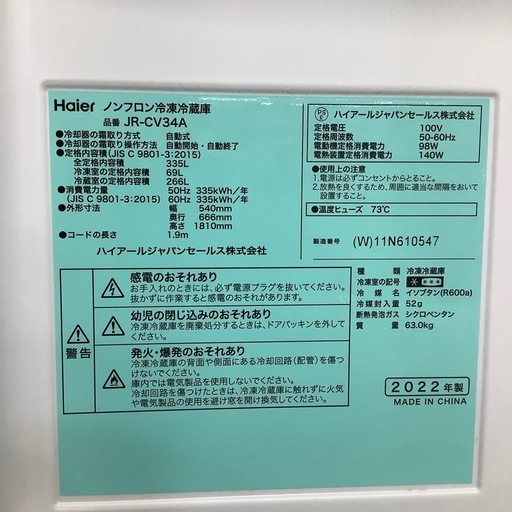 Haier ノンフロン冷凍冷蔵庫
品番 JR-CV34A
●冷却器の霜取り方式 自動式
●冷却器の霜取り操作方法 自動開始・自動終了
●定格内容積(JIS C 9801-3:2015)
全定格内容積 335L
冷凍室の定格内容積 69L
冷蔵室の定格内容積 266L
●消費電力量 50Hz 335kWh/年
(JIS C 9801-3:2015) 60Hz 335kWh/年
●外形寸法 幅 540mm
奥行 666mm
高さ 1810mm
●コードの長さ 1.9m
ハイアールジャパンセールス株式会社
PS
E
ハイアールジャパンセールス株式会社
定格電圧 100V
定格周波数 50-60Hz
電動機定格消費電力 98W
電熱装置定格消費電力 140W
●使用上の注意
1.電源は必ずコンセントからとること。
2.放熱を良くするため、周囲に適当な間隔をおいて
設置すること。
●温度ヒューズ 73℃
製造番号 (W)11N610547
警告
感電のおそれあり
お手入れのときには、必ず電源プラグを抜いてください。
抜かずに作業すると感電することがあります。
幼児の閉じ込めのおそれあり
冷凍冷蔵庫を廃棄処分するときは、ドアパッキンを外してください。
発火・爆発のおそれあり
●冷凍冷蔵庫の背面や側面にある冷却回路(配管)を傷つ
けないでください。
●庫内では電気製品を使用しないでください。
●冷却回路を傷つけたときは、冷凍冷蔵庫に触れずに火気
や電気製品の使用を避け窓を開け換気してください。
種類 冷凍冷蔵庫
冷凍室の記号
冷媒 イソブタン(R600a)
冷媒封入量 52g
断熱発泡ガス シクロペンタン
質量 63.0kg
2022年製
MADE IN CHINA